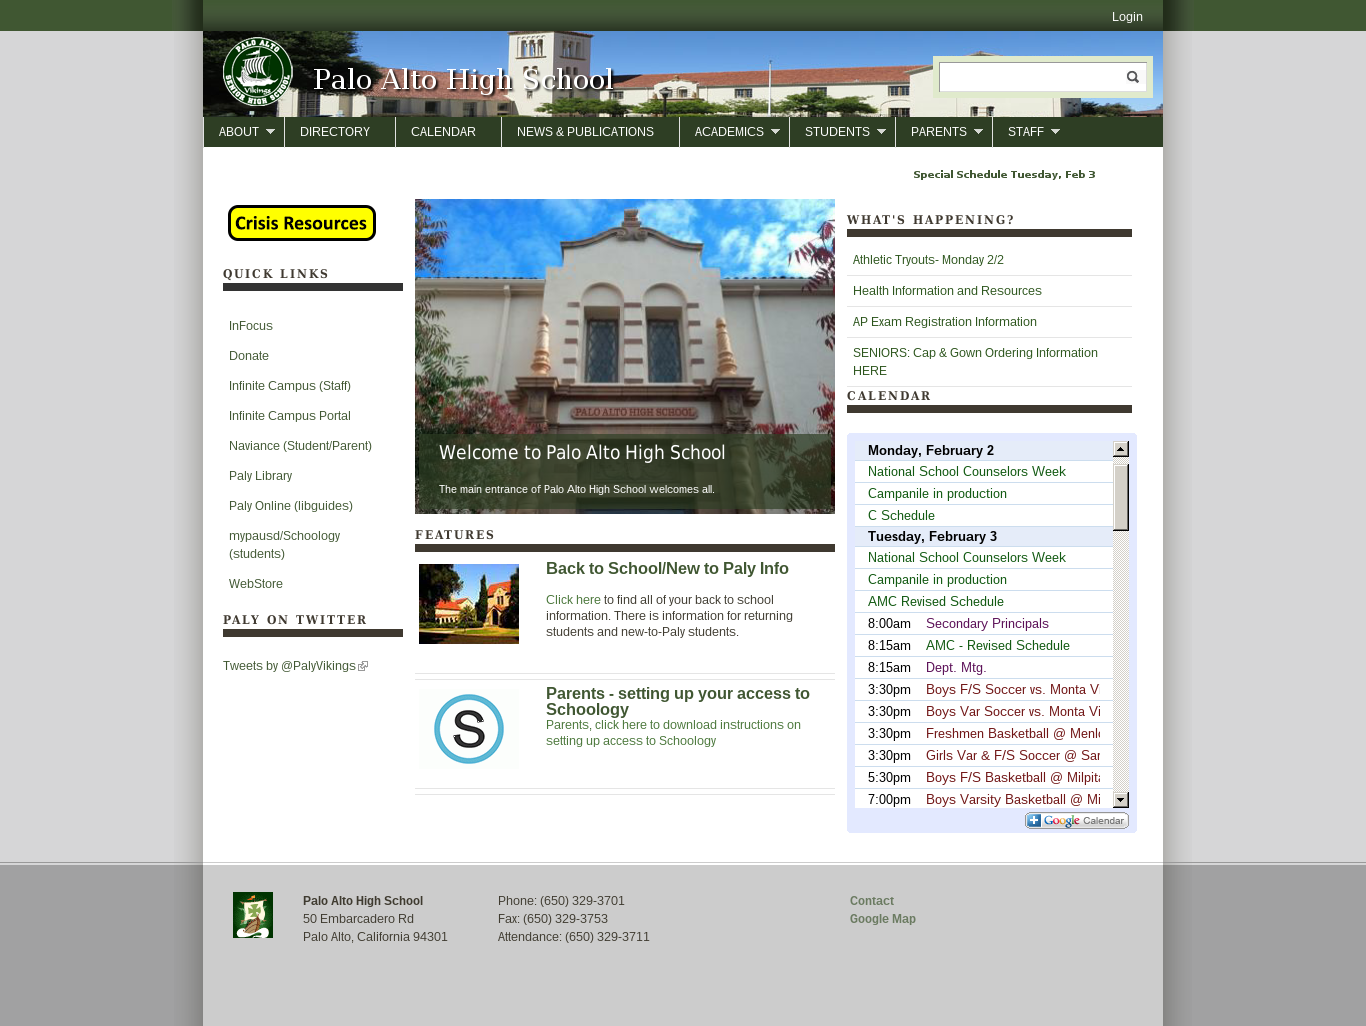 Login
PALO ALTO
Vikings
SENIOR HIGH SCHOOL
Palo Alto High School
ABOUT DIRECTORY CALENDAR NEWS & PUBLICATIONS ACADEMICS STUDENTS PARENTS STAFF
Special Schedule Tuesday, Feb 3
Crisis Resources
QUICK LINKS
InFocus
Donate
Infinite Campus (Staff)
Infinite Campus Portal
Naviance (Student/Parent)
Paly Library
Paly Online (libguides)
mypausd/Schoology
(students)
WebStore
PALY ON TWITTER
Tweets by @PalyVikings
PALO ALTO HIGH SCHOOL
Welcome to Palo Alto High School
The main entrance of Palo Alto High School welcomes all.
FEATURES
Back to School/New to Paly Info
Click here to find all of your back to school
information. There is information for returning
students and new-to-Paly students.
S
Parents - setting up your access to
Schoology
Parents, click here to download instructions on
setting up access to Schoology
WHAT'S HAPPENING?
Athletic Tryouts- Monday 2/2
Health Information and Resources
AP Exam Registration Information
SENIORS: Cap & Gown Ordering Information
HERE
CALENDAR
Monday, February 2
National School Counselors Week
Campanile in production
C Schedule
Tuesday, February 3
National School Counselors Week
Campanile in production
AMC Revised Schedule
8:00am Secondary Principals
8:15am AMC - Revised Schedule
8:15am Dept. Mtg.
3:30pm Boys F/S Soccer vs. Monta V
3:30pm Boys Var Soccer vs. Monta Vi
3:30pm Freshmen Basketball @ Menl
3:30pm Girls Var & F/S Soccer @ Sar
5:30pm Boys F/S Basketball @ Milpit
7:00pm Boys Varsity Basketball @ Mi
Google Calendar
Palo Alto High School
50 Embarcadero Rd
Palo Alto, California 94301
Phone: (650) 329-3701
Fax: (650) 329-3753
Attendance: (650) 329-3711
Contact
Google Map